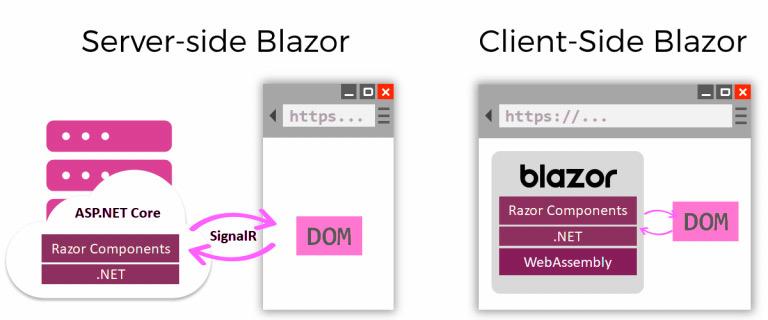 Server-side Blazor
ASP.NET Core
Razor Components
.NET
SignalR
https...
DOM
Client-Side Blazor
https://...
blazor
Razor Components
.NET
WebAssembly
DOM